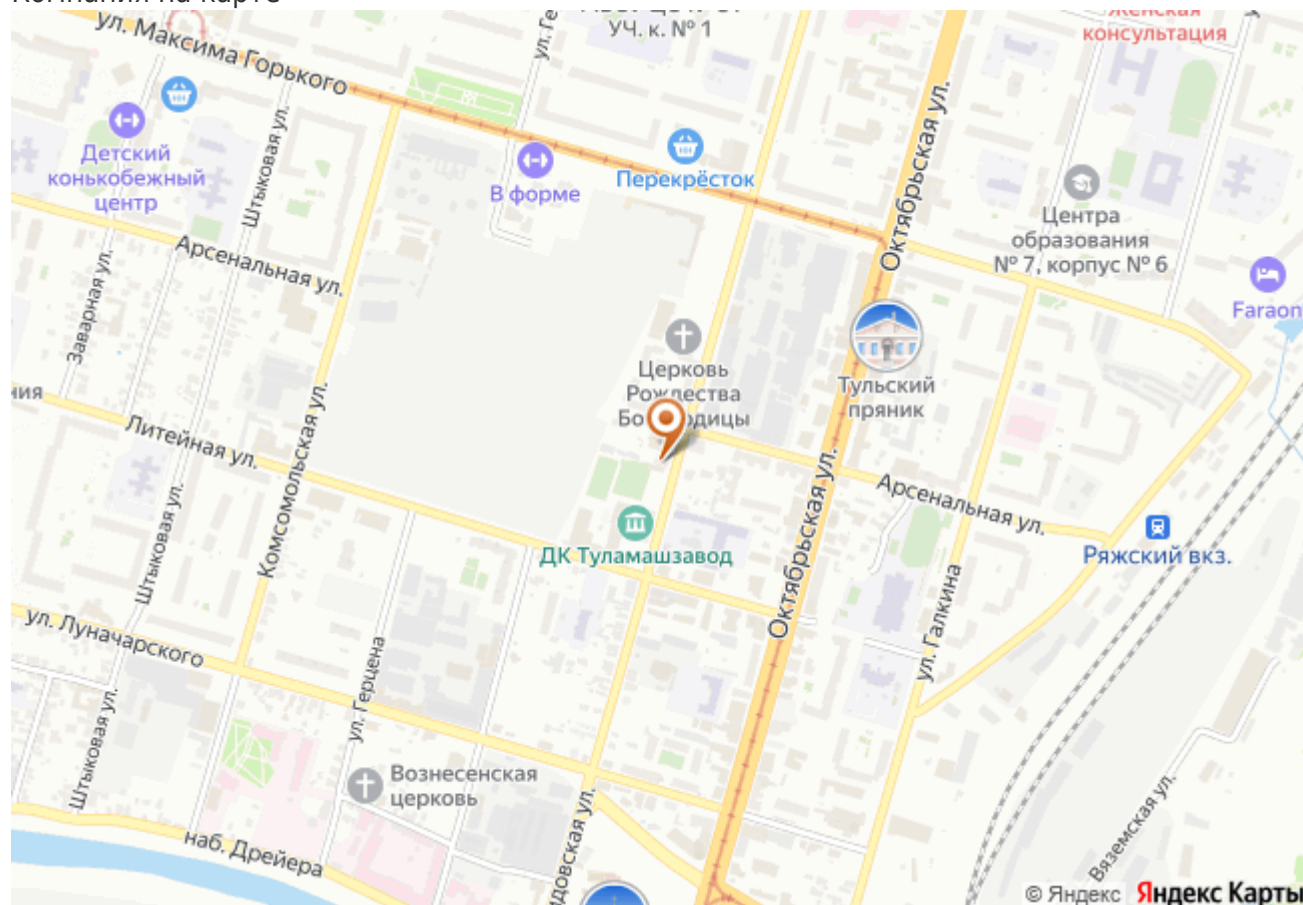 УЧ. к. № 1
консультация
ул. Максима Горького
Октябрьская ул.
Штыковая ул.
Детский
конькобежный
центр
В форме
Перекрёсток
Центра
образования
№ 7, корпус № 6
Арсенальная ул.
Заварная ул.
Faraon
Церковь
Рождества
Тульский
пряник
Литейная ул.
Комсомольская ул.
Октябрьская ул.
Арсенальная ул.
Штыковая ул.
ДК Туламашзавод
Ряжский вкз.
ул. Галкина
ул. Луначарского
ул. Герцена
Штыковая ул.
Вознесенская
церковь
наб. Дрейера
Вяземская ул.
© Яндекс Яндекс Карты